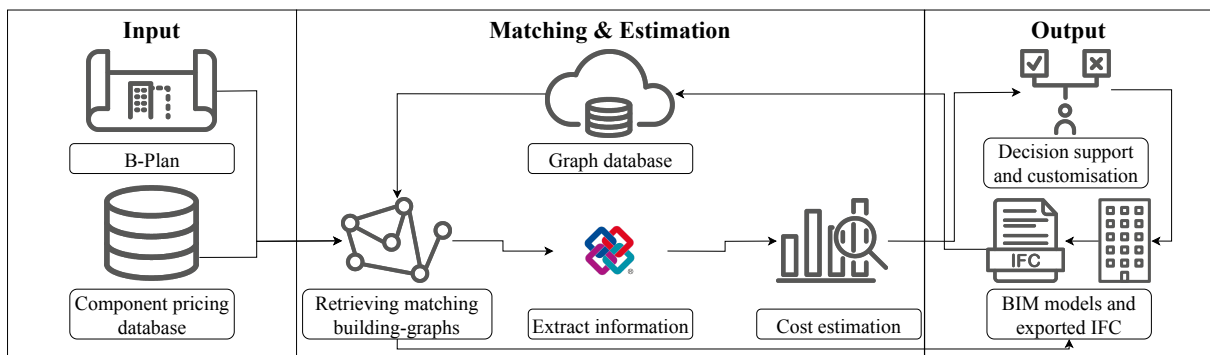 Input
Matching & Estimation
Output
B-Plan
Graph database
Decision support
and customisation
IFC
Component pricing
database
Retrieving matching
building-graphs
Extract information
Cost estimation
BIM models and
exported IFC